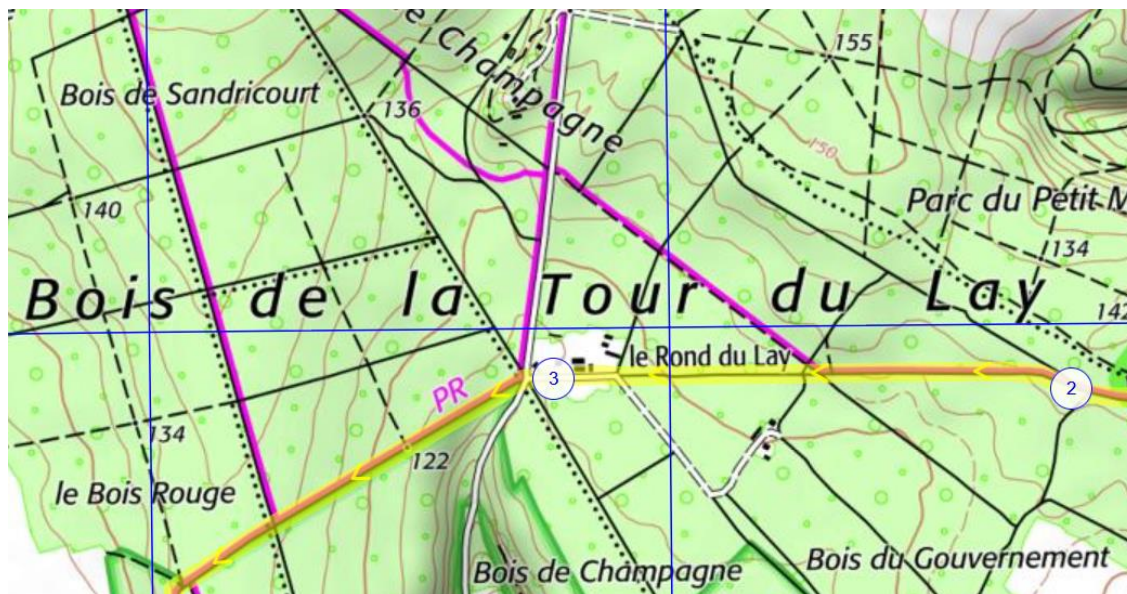 de Champagne
155
Bois de Sandricourt
136
150
140
Parc du Petit M
134
Bois de la Tour du Lay
142
le Rond du Lay
3
2
PR
134
122
le Bois Rouge
Bois de Champagne
Bois du Gouvernement